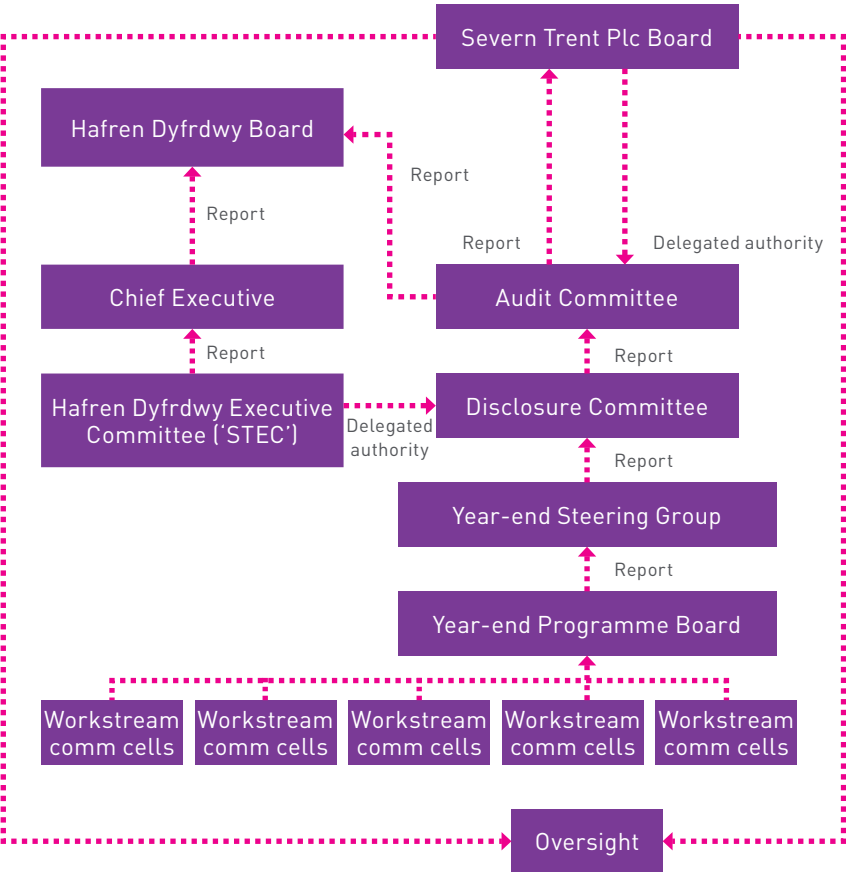 Severn Trent Plc Board
Hafren Dyfrdwy Board
Report
Report
Report
Delegated authority
Chief Executive
Audit Committee
Report
Report
Hafren Dyfrdwy Executive
Committee (‘STEC’)
Disclosure Committee
Delegated
authority
Report
Year-end Steering Group
Report
Year-end Programme Board
Workstream
comm cells
Workstream
comm cells
Workstream
comm cells
Workstream
comm cells
Workstream
comm cells
Oversight